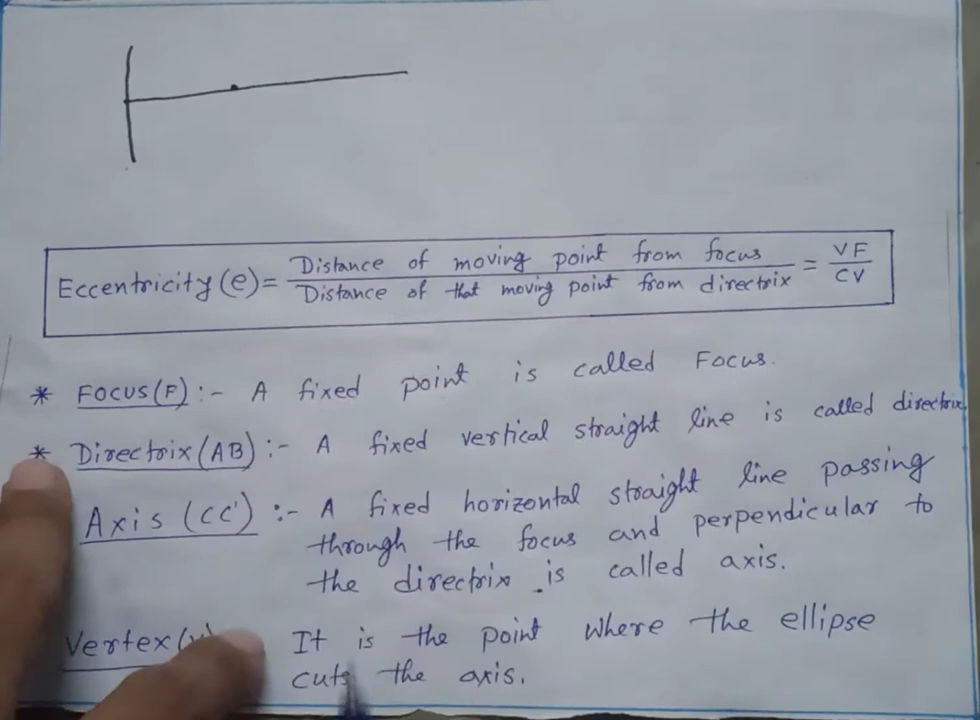 Eccentricity (e) = Distance of moving point from focus / Distance of that moving point from directrix = VF / CV
* FOCUS(F) :- A fixed point is called Focus.
* Directrix (AB) :- A fixed vertical straight line is called directrix
Axis (CC') :- A fixed horizontal straight line passing
through the focus and perpendicular to
the directrix is called axis.
Vertex It is the point where the ellipse
cuts the axis.